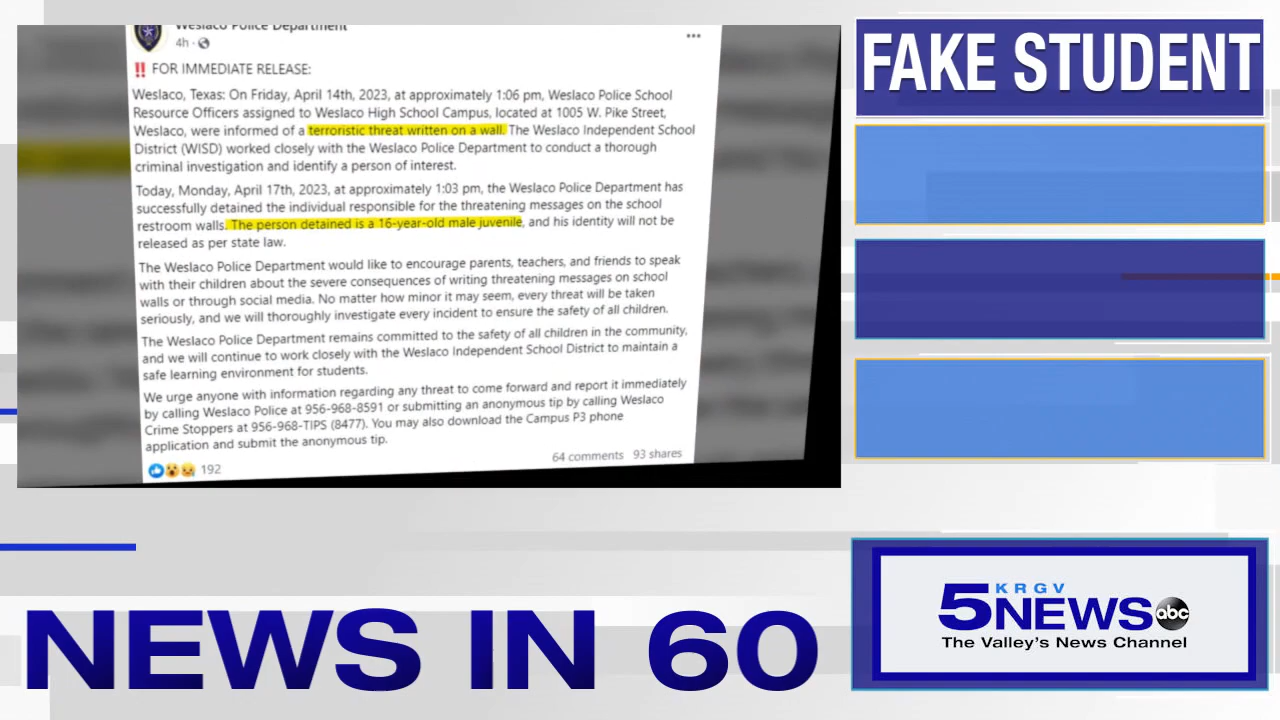 Weslaco Police Department
4h
FAKE STUDENT
‼ FOR IMMEDIATE RELEASE:
Weslaco, Texas: On Friday, April 14th, 2023, at approximately 1:06 pm, Weslaco Police School
Resource Officers assigned to Weslaco High School Campus, located at 1005 W. Pike Street,
Weslaco, were informed of a terroristic threat written on a wall. The Weslaco Independent School
District (WISD) worked closely with the Weslaco Police Department to conduct a thorough
criminal investigation and identify a person of interest.
Today, Monday, April 17th, 2023, at approximately 1:03 pm, the Weslaco Police Department has
successfully detained the individual responsible for the threatening messages on the school
restroom walls. The person detained is a 16-year-old male juvenile, and his identity will not be
released as per state law.
The Weslaco Police Department would like to encourage parents, teachers, and friends to speak
with their children about the severe consequences of writing threatening messages on school
walls or through social media. No matter how minor it may seem, every threat will be taken
seriously, and we will thoroughly investigate every incident to ensure the safety of all children.
The Weslaco Police Department remains committed to the safety of all children in the community,
and we will continue to work closely with the Weslaco Independent School District to maintain a
safe learning environment for students.
We urge anyone with information regarding any threat to come forward and report it immediately
by calling Weslaco Police at 956-968-8591 or submitting an anonymous tip by calling Weslaco
Crime Stoppers at 956-968-TIPS (8477). You may also download the Campus P3 phone
application and submit the anonymous tip.
192
64 comments 93 shares
NEWS IN 60
KRGV
5NEWS abc
The Valley's News Channel